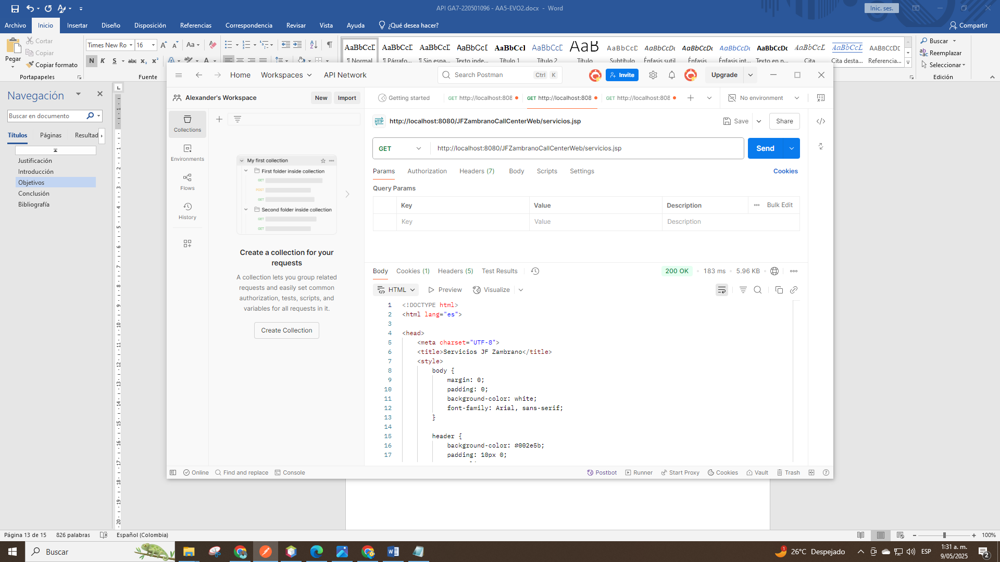 API GA7-220501096 - AA5-EVO2.docx - Word
Inic. ses.
Archivo Inicio Insertar Diseño Disposición Referencias Correspondencia Revisar Vista Ayuda ¿Qué desea hacer? Compartir
Pegar
Cortar
Copiar
Copiar formato
Portapapeles
Times New Ro 16
Fuente
AaBbCcI AaBbCcI AaBbCcI AaBbCcI AaBbCcI AaBbCcI AaB AaBbCcD AaBbCcDc AaBbCcDc AaBbCcDc AaBbCcDc AaBbCcI AaBbCcI AaBbCcDI
¶ Normal ¶ Párrafo... ¶ Sin espa... Texto inde... Título 1 Título 2 Título Subtítulo Énfasis sutil Énfasis Énfasis int... Texto en n... Cita Cita desta... Referencia...
Buscar
Reemplazar
Seleccionar
Edición
Navegación
Buscar en documento
Títulos Páginas Resultad
Justificación
Introducción
Objetivos
Conclusión
Bibliografía
Home Workspaces API Network
Search Postman Ctrl K
Invite
Upgrade
Alexander's Workspace
New Import
Getting started GET http://localhost:808 GET http://localhost:808 GET http://localhost:808
No environment
Collections
Environments
Flows
History
My first collection
First folder inside collection
GET
POST
GET
Second folder inside collection
GET
GET
Create a collection for your
requests
A collection lets you group related
requests and easily set common
authorization, tests, scripts, and
variables for all requests in it.
Create Collection
HTTP http://localhost:8080/JFZambranoCallCenterWeb/servicios.jsp
Save Share
GET http://localhost:8080/JFZambranoCallCenterWeb/servicios.jsp Send
Params Authorization Headers (7) Body Scripts Settings Cookies
Query Params
Key Value Description Bulk Edit
Key Value Description
Body Cookies (1) Headers (5) Test Results 200 OK 183 ms 5.96 KB
HTML Preview Visualize
1 <!DOCTYPE html>
2 <html lang="es">
3
4 <head>
5 <meta charset="UTF-8">
6 <title>Servicios JF Zambrano</title>
7 <style>
8 body {
9 margin: 0;
10 padding: 0;
11 background-color: white;
12 font-family: Arial, sans-serif;
13 }
14
15 header {
16 background-color: #002e5b;
17 padding: 10px 0;
Online Find and replace Console
Postbot Runner Start Proxy Cookies Vault Trash
Página 13 de 15 826 palabras Español (Colombia) 100%
Buscar
26°C Despejado
ESP
1:31 a. m.
9/05/2025
2